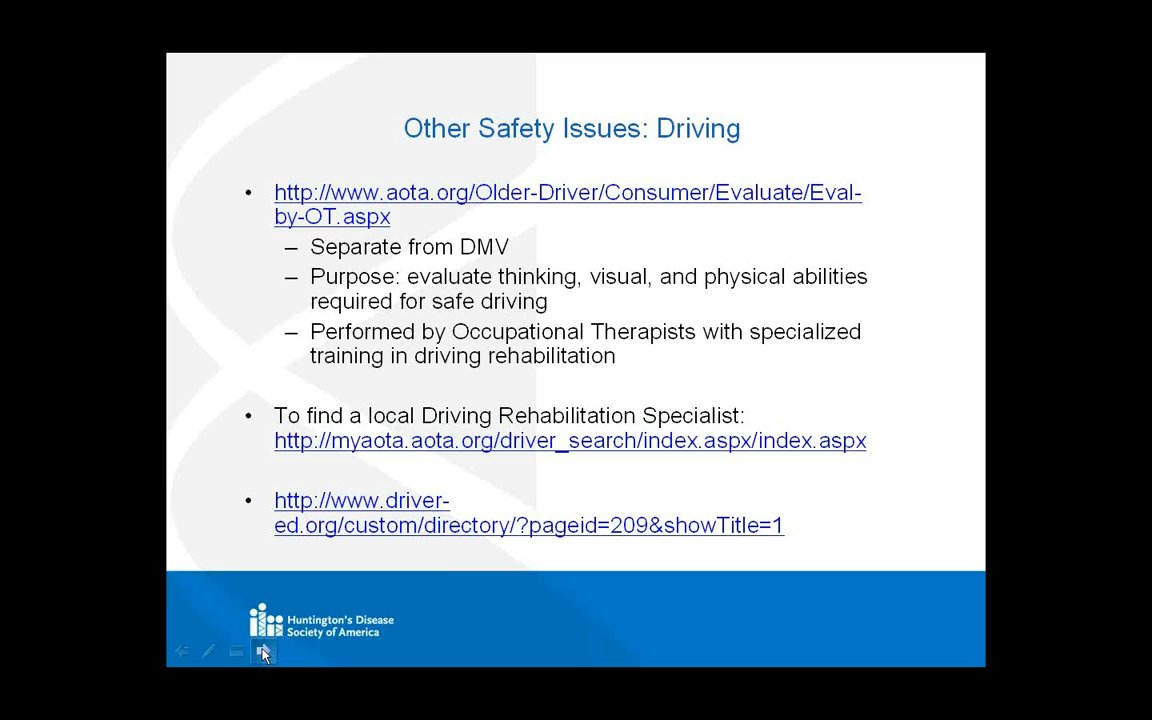 Other Safety Issues: Driving
• http://www.aota.org/Older-Driver/Consumer/Evaluate/Eval-
by-OT.aspx
– Separate from DMV
– Purpose: evaluate thinking, visual, and physical abilities
required for safe driving
– Performed by Occupational Therapists with specialized
training in driving rehabilitation
• To find a local Driving Rehabilitation Specialist:
http://myaota.aota.org/driver_search/index.aspx/index.aspx
• http://www.driver-
ed.org/custom/directory/?pageid=209&showTitle=1
Huntington's Disease
Society of America